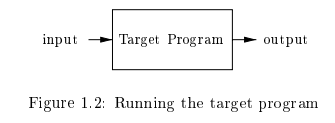 input Target Program output
Figure 1.2: Running the target program